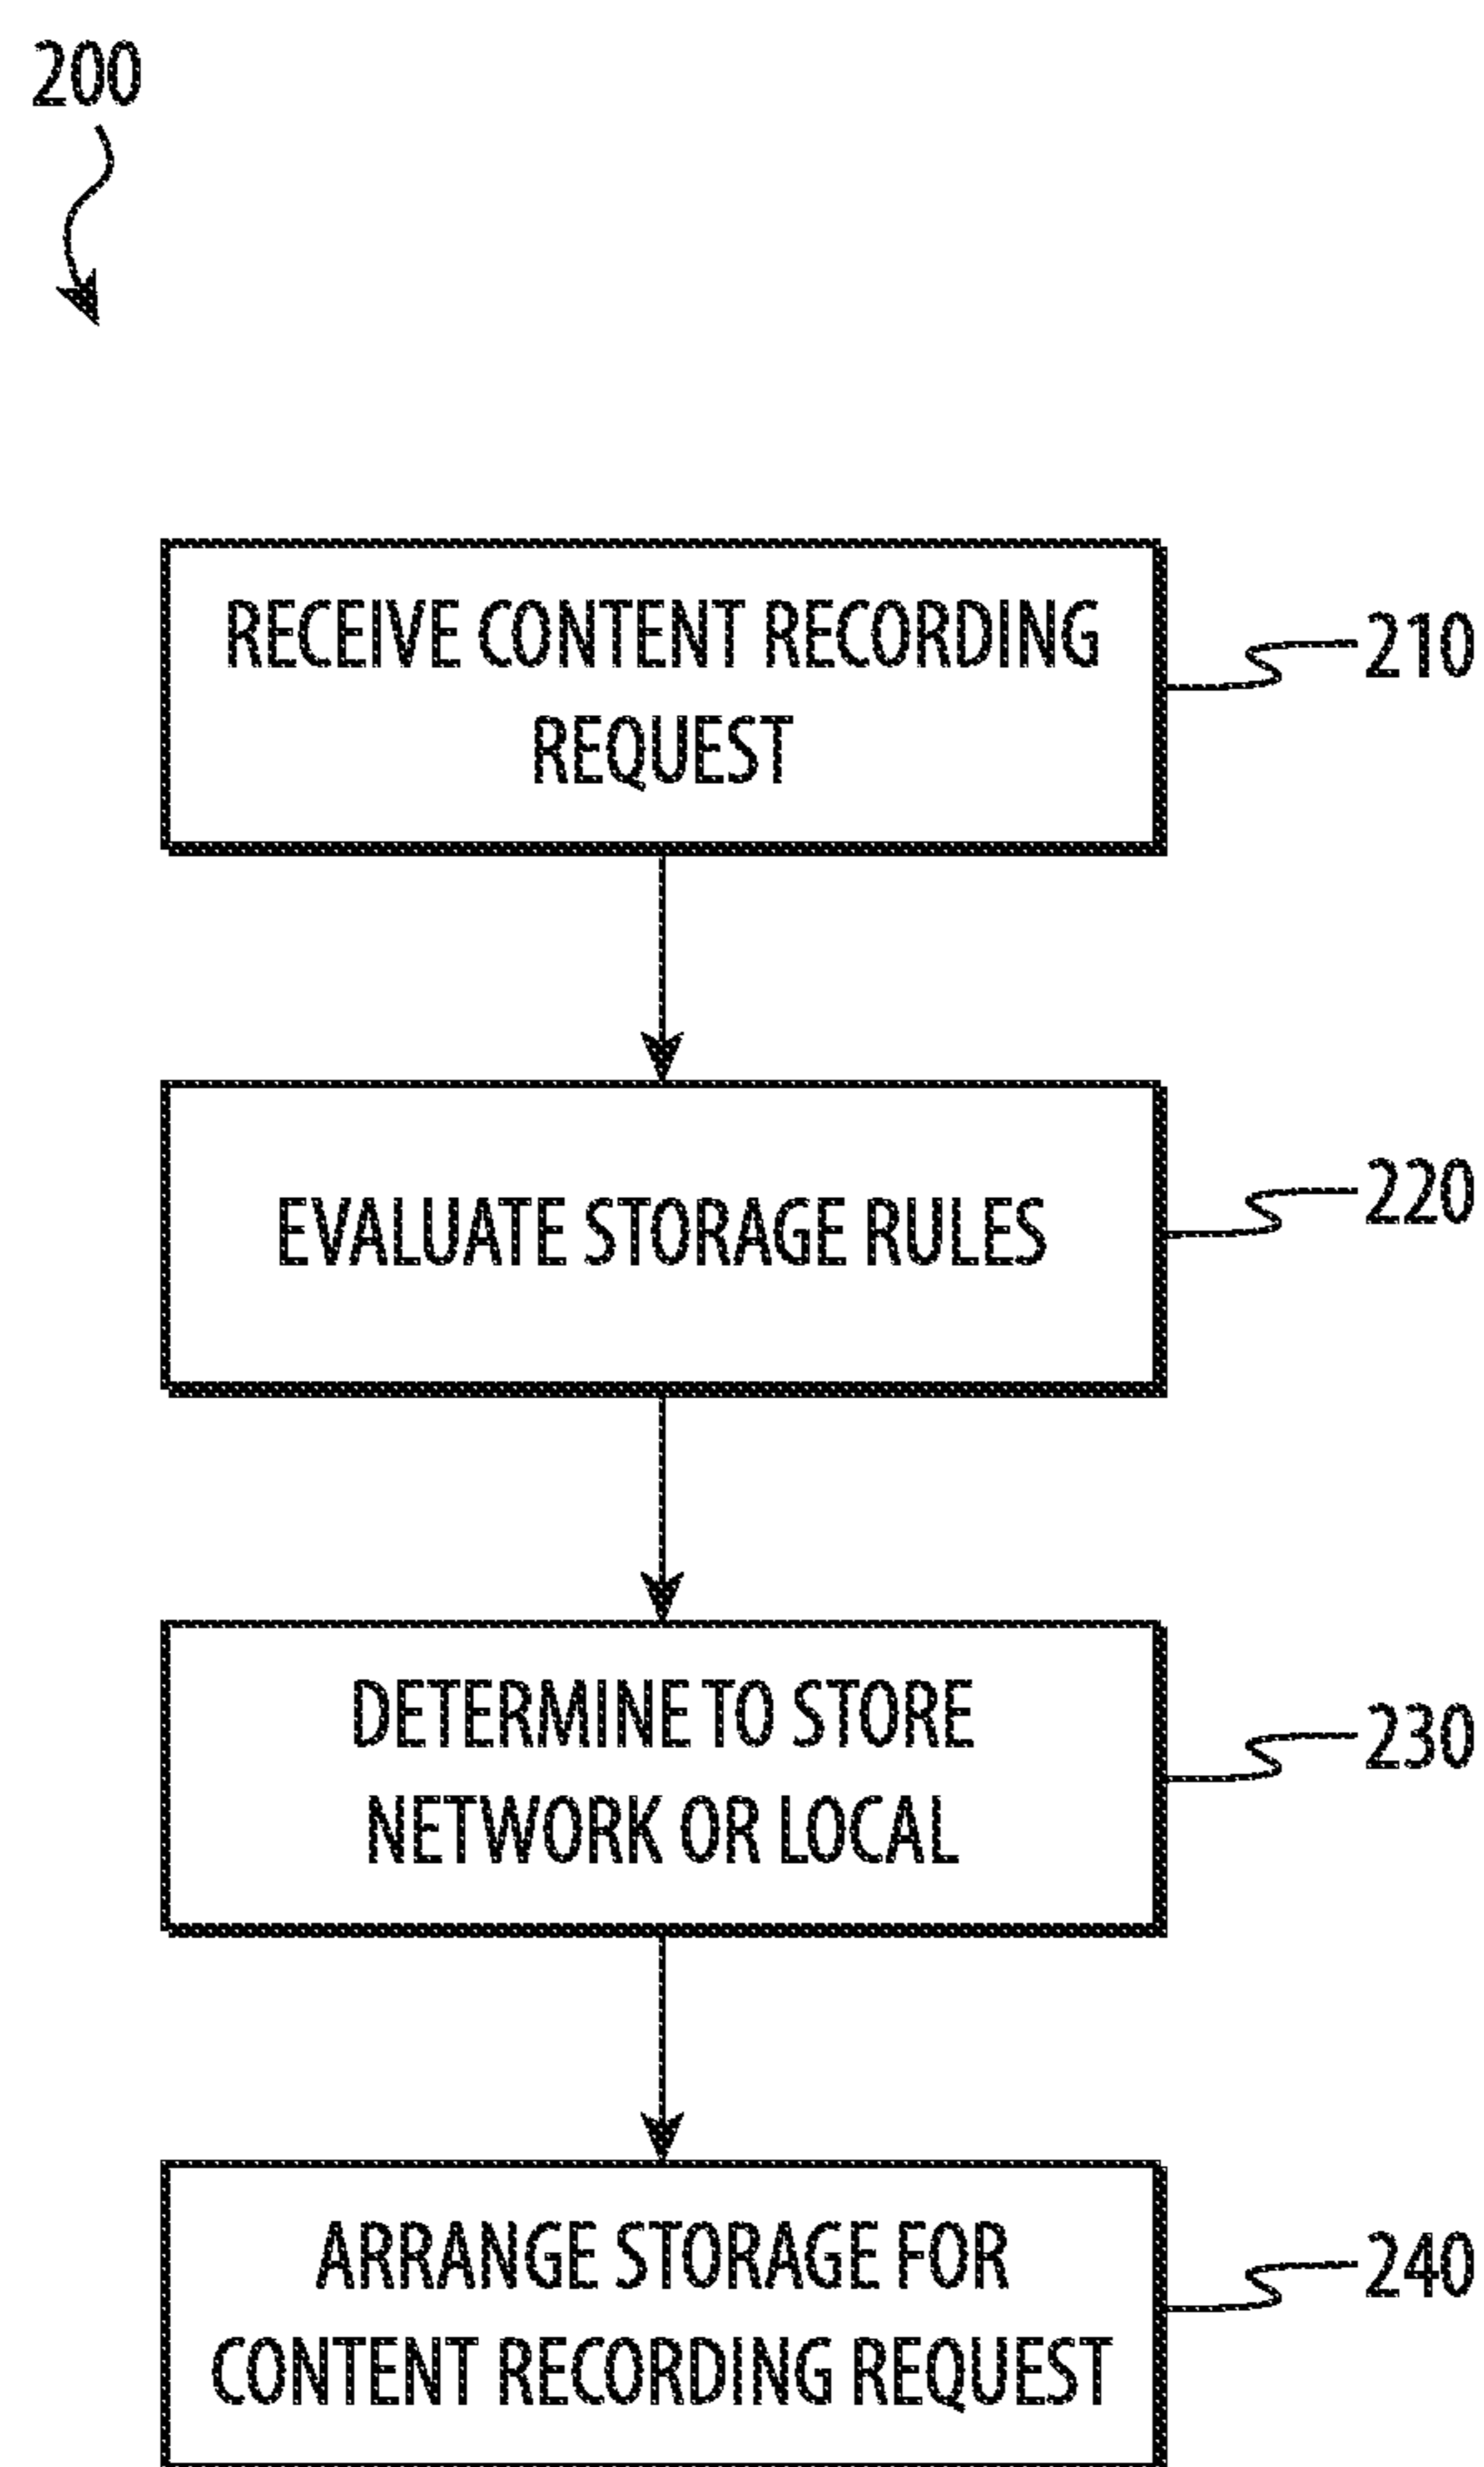 200
RECEIVE CONTENT RECORDING
REQUEST
210
EVALUATE STORAGE RULES
220
DETERMINE TO STORE
NETWORK OR LOCAL
230
ARRANGE STORAGE FOR
CONTENT RECORDING REQUEST
240